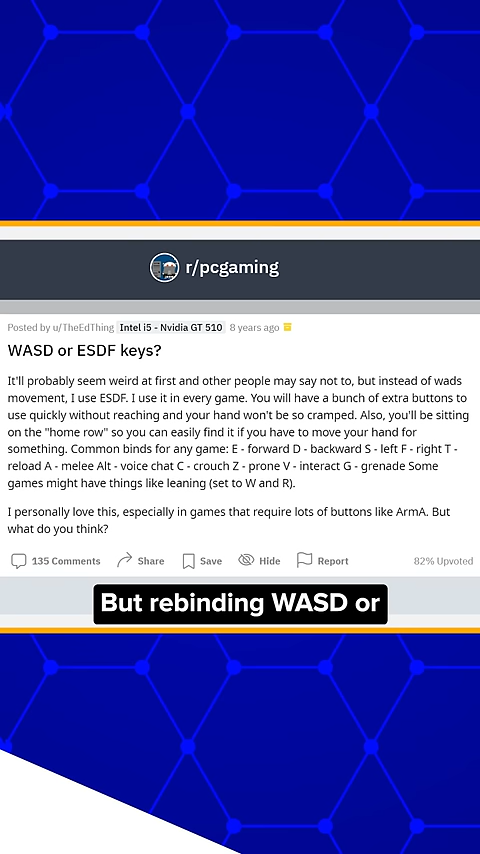 r/pcgaming
Posted by u/TheEdThing Intel i5 - Nvidia GT 510 8 years ago
WASD or ESDF keys?
It'll probably seem weird at first and other people may say not to, but instead of wads
movement, I use ESDF. I use it in every game. You will have a bunch of extra buttons to
use quickly without reaching and your hand won't be so cramped. Also, you'll be sitting
on the "home row" so you can easily find it if you have to move your hand for
something. Common binds for any game: E - forward D - backward S - left F - right T -
reload A - melee Alt - voice chat C - crouch Z - prone V - interact G - grenade Some
games might have things like leaning (set to W and R).
I personally love this, especially in games that require lots of buttons like ArmA. But
what do you think?
135 Comments Share Save Hide Report 82% Upvoted
But rebinding WASD or